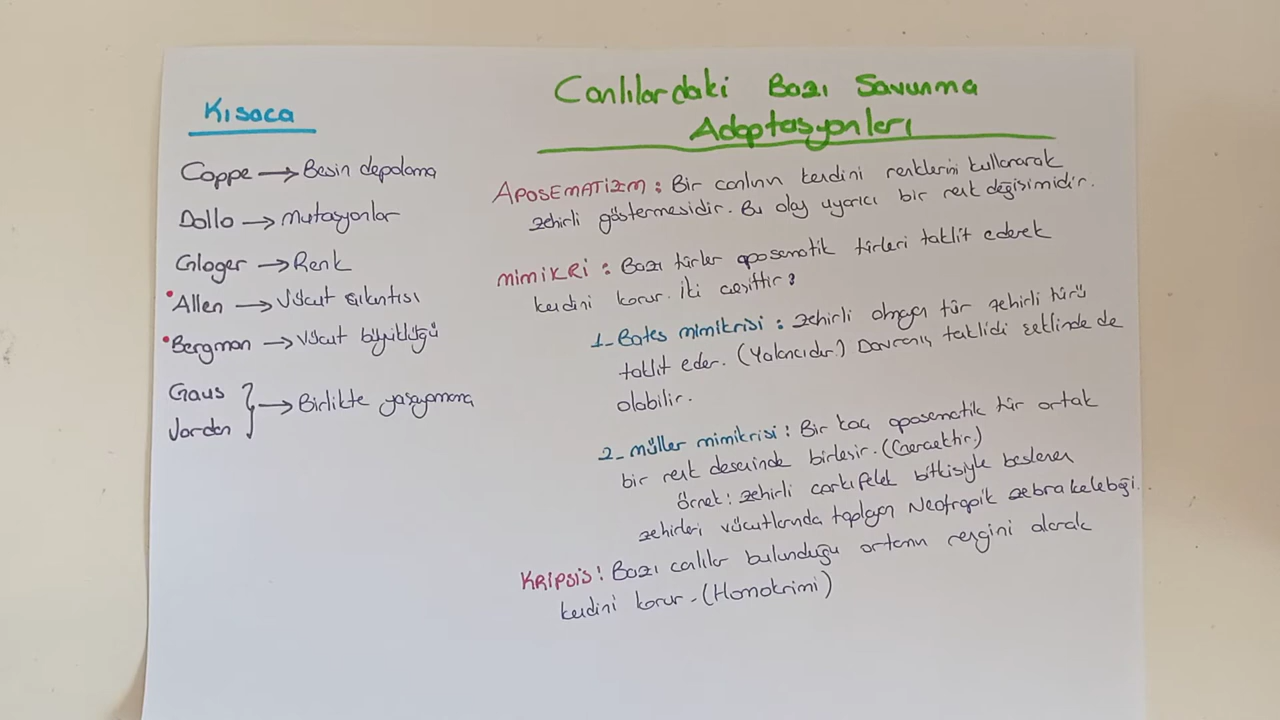 Kısaca
Coppe → Besin depolama
Dollo → mutasyonlar
Gloger → Renk
• Allen → Vücut çıkıntısı
• Bergman → Vücut büyüklüğü
Gaus
Jordan } → Birlikte yaşayamama
Canlılardaki Bazı Savunma
Adaptasyonları
APOSEMATİZM : Bir canlının kendini renklerini kullanarak
zehirli göstermesidir. Bu olay uyarıcı bir renk değişimidir.
MİMİKRİ : Bazı türler aposematik türleri taklit ederek
kendini korur. İki çeşittir:
1- Bates mimikrisi : zehirli olmayan tür zehirli türü
taklit eder. (Yalancıdır.) Davranış taklidi şeklinde de
olabilir.
2- müller mimikrisi : Bir kaç aposematik tür ortak
bir renk deseninde birleşir. (Gerçektir.)
Örnek : zehirli çarkıfelek bitkisiyle beslenen
zehirleri vücutlarında toplayan Neotropik zebra kelebeği.
KRİPSİS : Bazı canlılar bulunduğu ortamın rengini alarak
kendini korur. (Homokrimi)